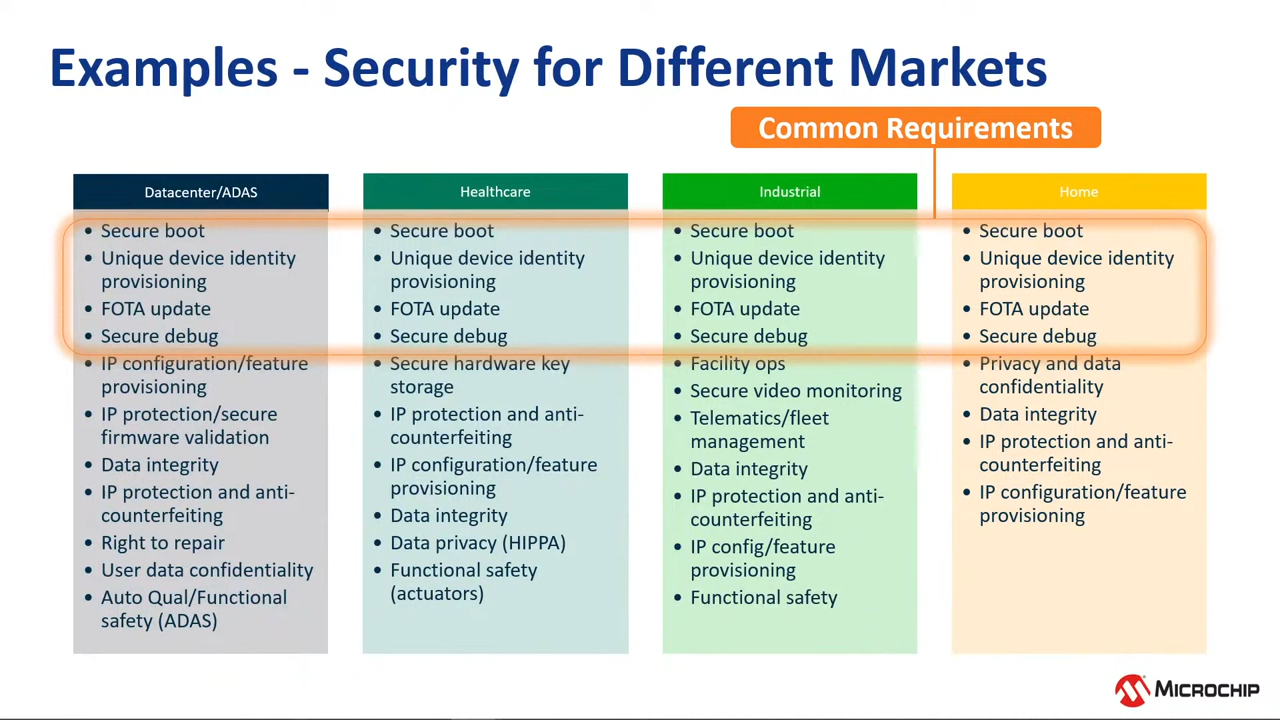 Examples - Security for Different Markets
Common Requirements
Datacenter/ADAS
• Secure boot
• Unique device identity
provisioning
• FOTA update
• Secure debug
• IP configuration/feature
provisioning
• IP protection/secure
firmware validation
• Data integrity
• IP protection and anti-
counterfeiting
• Right to repair
• User data confidentiality
• Auto Qual/Functional
safety (ADAS)
Healthcare
• Secure boot
• Unique device identity
provisioning
• FOTA update
• Secure debug
• Secure hardware key
storage
• IP protection and anti-
counterfeiting
• IP configuration/feature
provisioning
• Data integrity
• Data privacy (HIPPA)
• Functional safety
(actuators)
Industrial
• Secure boot
• Unique device identity
provisioning
• FOTA update
• Secure debug
• Facility ops
• Secure video monitoring
• Telematics/fleet
management
• Data integrity
• IP protection and anti-
counterfeiting
• IP config/feature
provisioning
• Functional safety
Home
• Secure boot
• Unique device identity
provisioning
• FOTA update
• Secure debug
• Privacy and data
confidentiality
• Data integrity
• IP protection and anti-
counterfeiting
• IP configuration/feature
provisioning
MICROCHIP